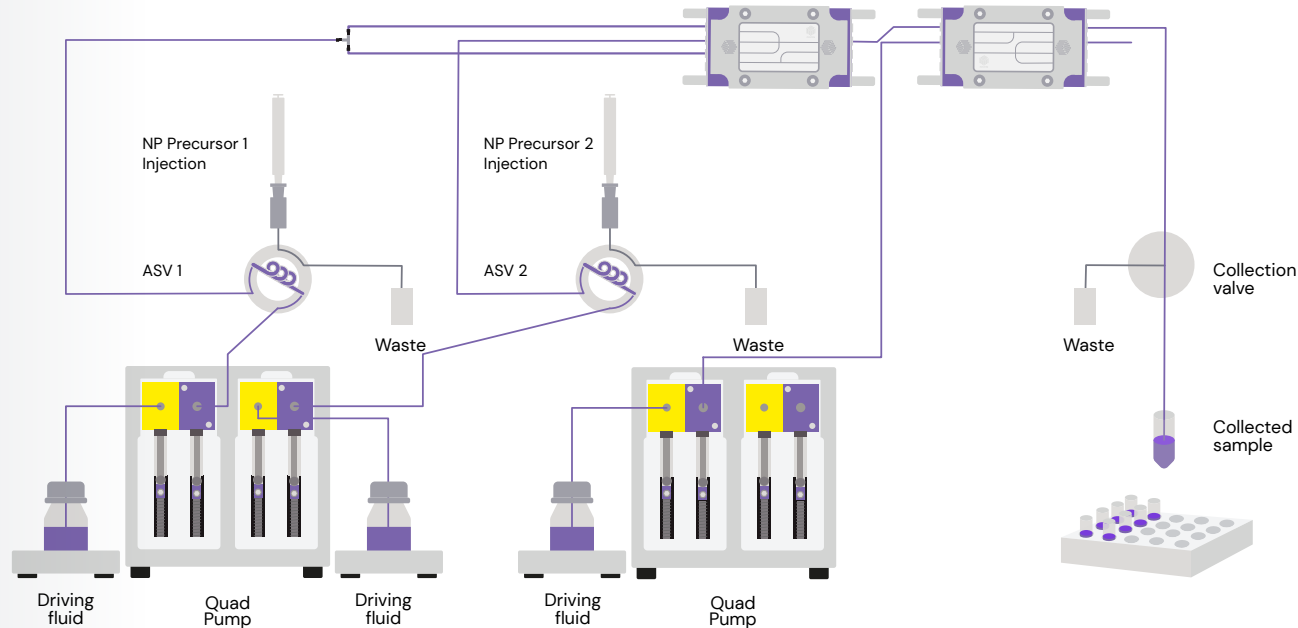 NP Precursor 1
Injection
NP Precursor 2
Injection
ASV 1
ASV 2
Collection
valve
Waste
Waste
Waste
Collected
sample
Driving
fluid
Quad
Pump
Driving
fluid
Driving
fluid
Quad
Pump